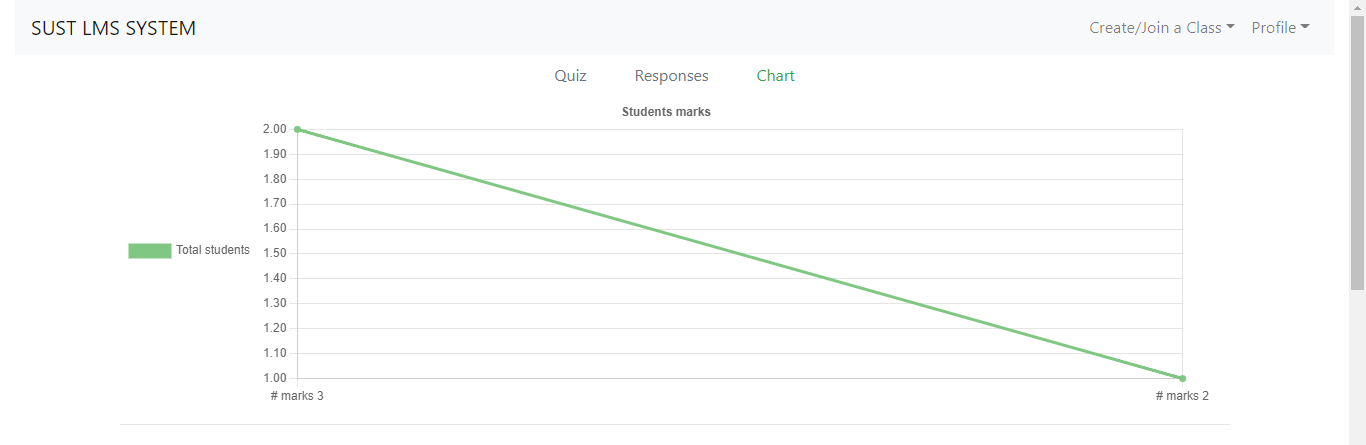 SUST LMS SYSTEM
Create/Join a Class
Profile
Quiz
Responses
Chart
Students marks
2.00
1.90
1.80
1.70
1.60
1.50
1.40
1.30
1.20
1.10
1.00
Total students
# marks 3
# marks 2